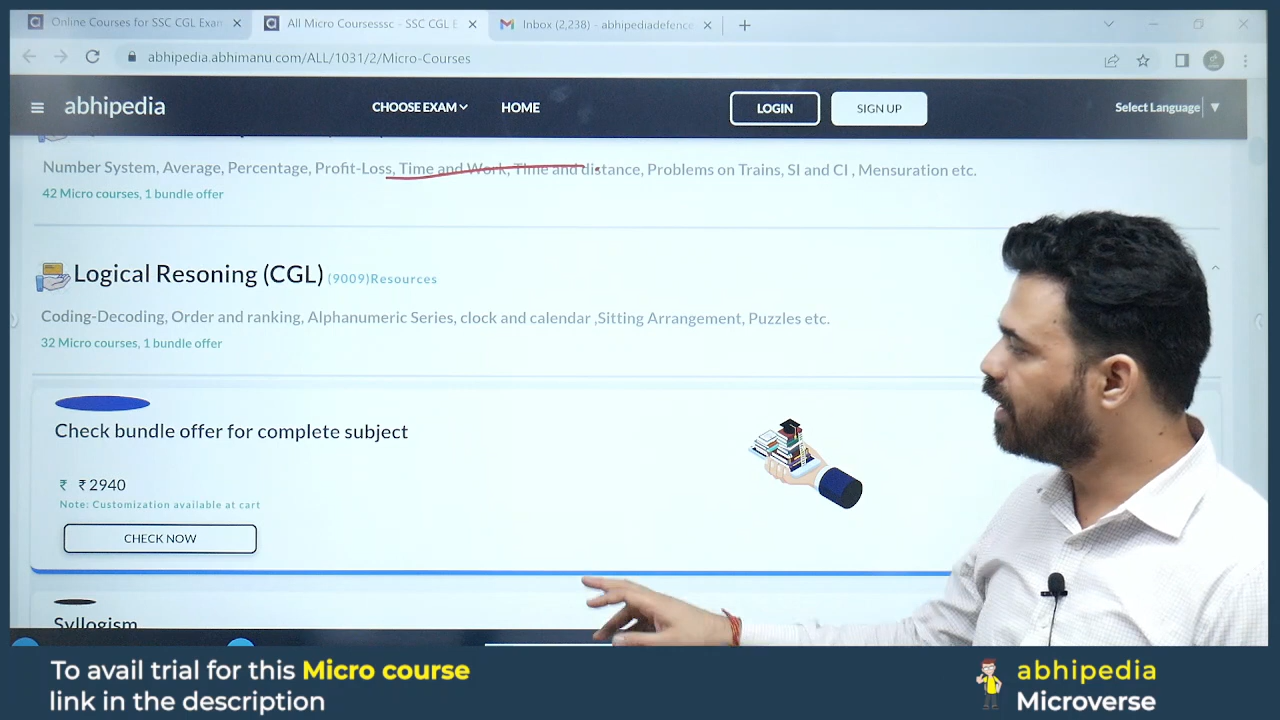 Online Courses for SSC CGL Exan
All Micro Coursesssc - SSC CGL E
Inbox (2,238) - abhipediadefence
abhipedia.abhimanu.com/ALL/1031/2/Micro-Courses
abhipedia
CHOOSE EXAM
HOME
LOGIN
SIGN UP
Select Language
Number System, Average, Percentage, Profit-Loss, Time and Work, Time and distance, Problems on Trains, SI and CI , Mensuration etc.
42 Micro courses, 1 bundle offer
Logical Resoning (CGL) (9009)Resources
Coding-Decoding, Order and ranking, Alphanumeric Series, clock and calendar ,Sitting Arrangement, Puzzles etc.
32 Micro courses, 1 bundle offer
Check bundle offer for complete subject
₹ ₹ 2940
Note: Customization available at cart
CHECK NOW
Syllogism
To avail trial for this Micro course
link in the description
abhipedia
Microverse